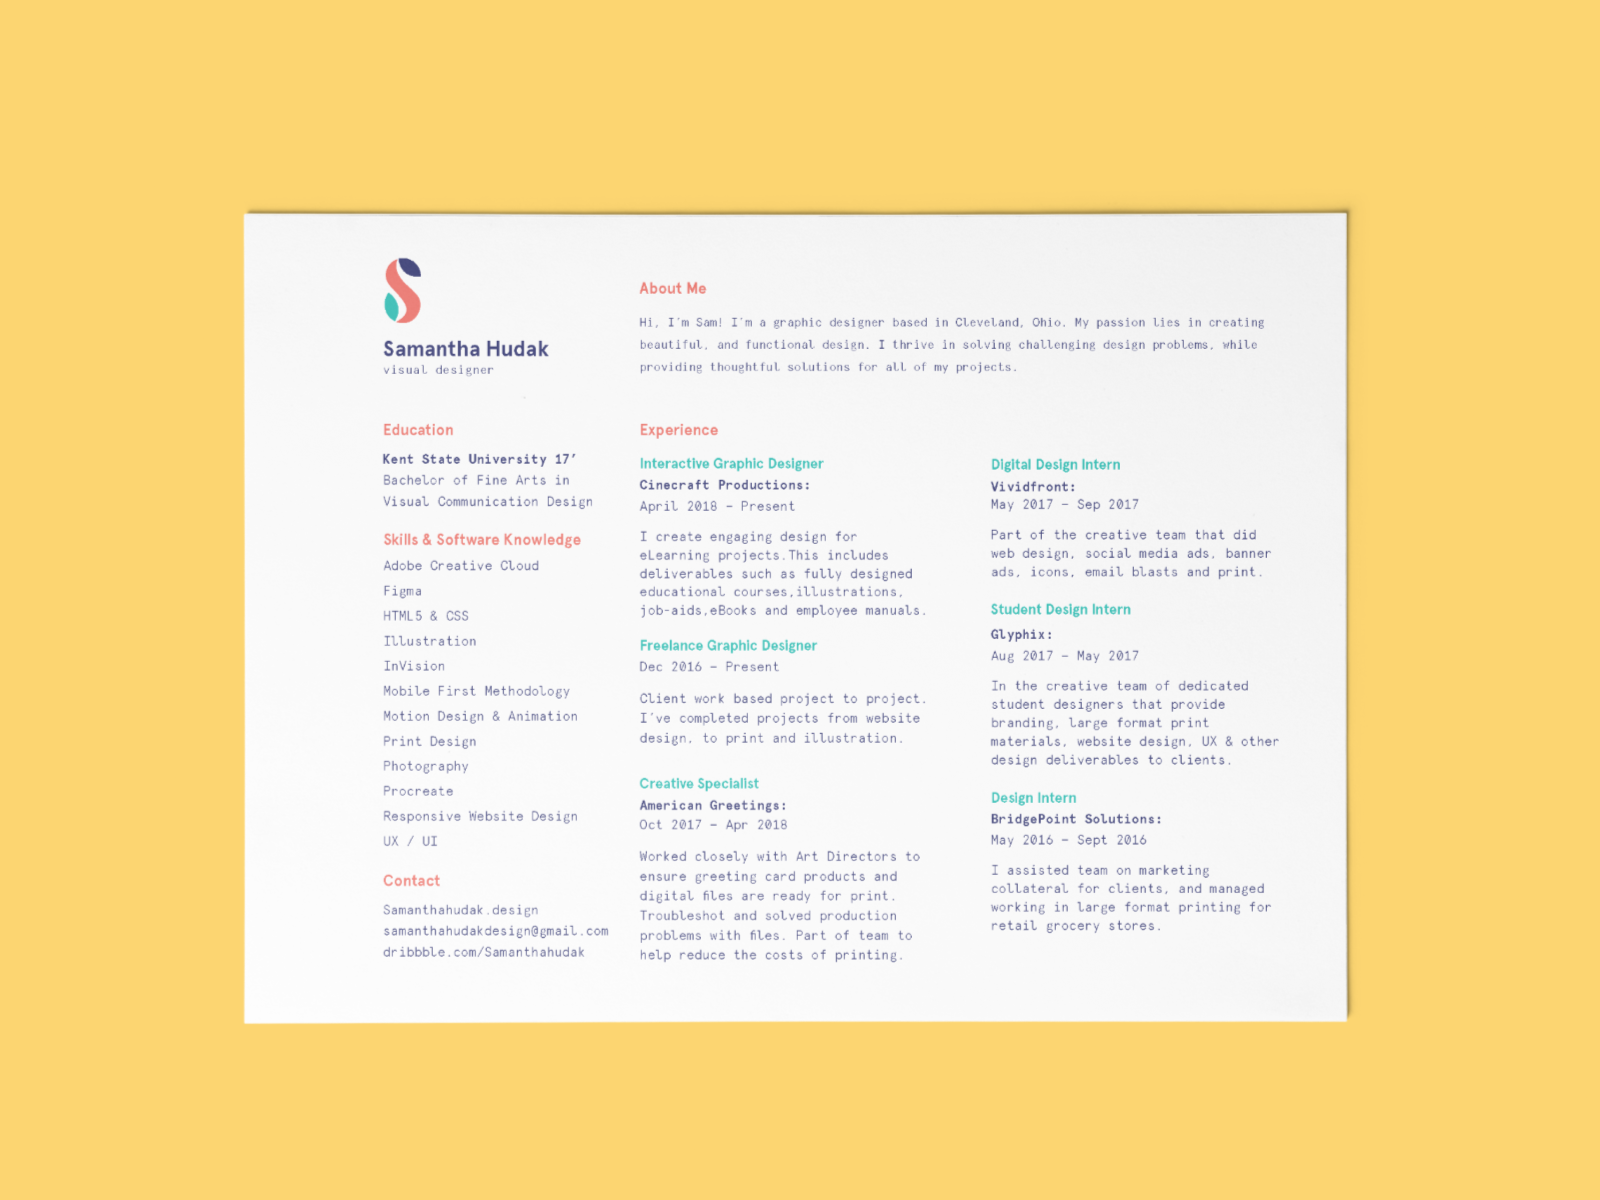 Samantha Hudak
visual designer
About Me
Hi, I'm Sam! I'm a graphic designer based in Cleveland, Ohio. My passion lies in creating
beautiful, and functional design. I thrive in solving challenging design problems, while
providing thoughtful solutions for all of my projects.
Education
Kent State University 17'
Bachelor of Fine Arts in
Visual Communication Design
Skills & Software Knowledge
Adobe Creative Cloud
Figma
HTML5 & CSS
Illustration
InVision
Mobile First Methodology
Motion Design & Animation
Print Design
Photography
Procreate
Responsive Website Design
UX / UI
Contact
Samanthahudak.design
samanthahudakdesign@gmail.com
dribbble.com/Samanthahudak
Experience
Interactive Graphic Designer
Cinecraft Productions:
April 2018 – Present
I create engaging design for
eLearning projects.This includes
deliverables such as fully designed
educational courses,illustrations,
job-aids,eBooks and employee manuals.
Freelance Graphic Designer
Dec 2016 – Present
Client work based project to project.
I've completed projects from website
design, to print and illustration.
Creative Specialist
American Greetings:
Oct 2017 – Apr 2018
Worked closely with Art Directors to
ensure greeting card products and
digital files are ready for print.
Troubleshot and solved production
problems with files. Part of team to
help reduce the costs of printing.
Digital Design Intern
Vividfront:
May 2017 – Sep 2017
Part of the creative team that did
web design, social media ads, banner
ads, icons, email blasts and print.
Student Design Intern
Glyphix:
Aug 2017 – May 2017
In the creative team of dedicated
student designers that provide
branding, large format print
materials, website design, UX & other
design deliverables to clients.
Design Intern
BridgePoint Solutions:
May 2016 – Sept 2016
I assisted team on marketing
collateral for clients, and managed
working in large format printing for
retail grocery stores.